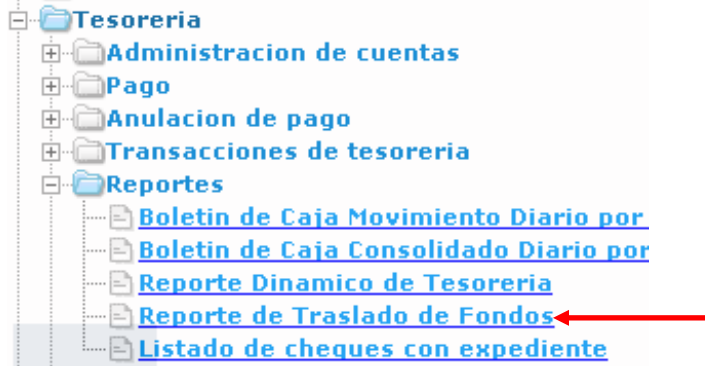 Tesoreria
Administracion de cuentas
Pago
Anulacion de pago
Transacciones de tesoreria
Reportes
Boletin de Caja Movimiento Diario por
Boletin de Caja Consolidado Diario por
Reporte Dinamico de Tesoreria
Reporte de Traslado de Fondos
Listado de cheques con expediente